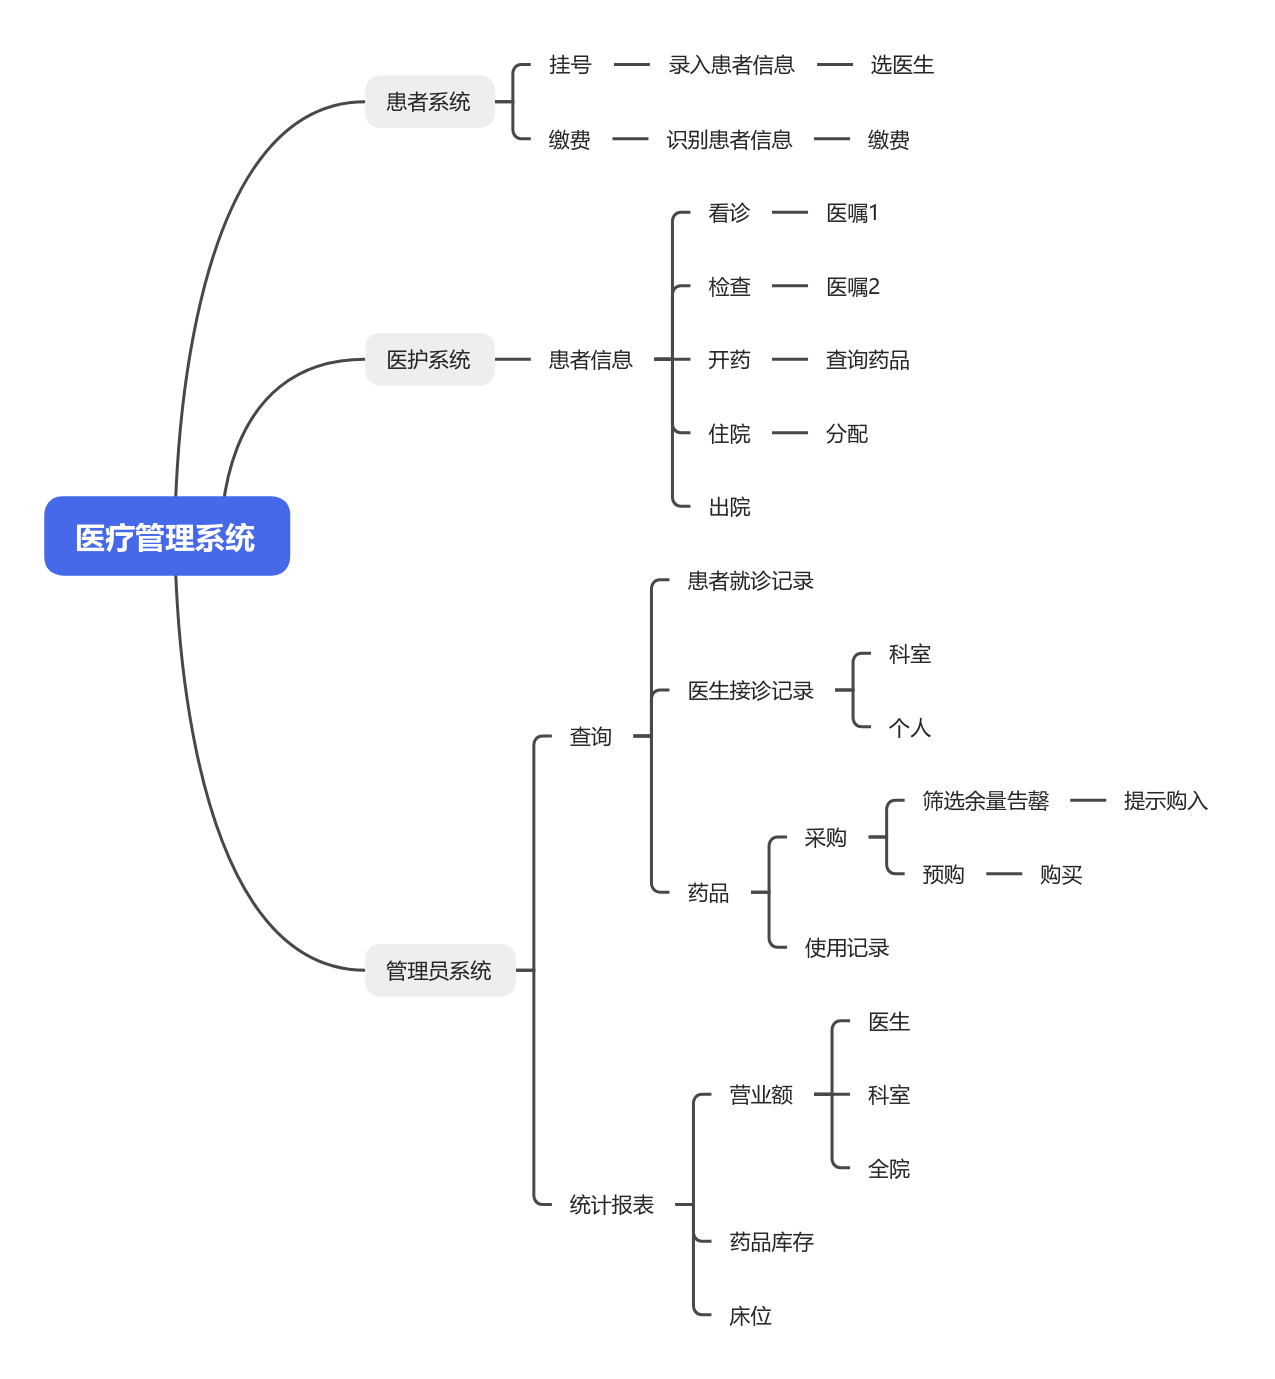 挂号 录入患者信息 选医生
患者系统
缴费 识别患者信息 缴费
看诊 医嘱1
检查 医嘱2
医护系统 患者信息 开药 查询药品
住院 分配
出院
医疗管理系统
患者就诊记录
科室
医生接诊记录
个人
查询
筛选余量告罄 提示购入
采购
预购 购买
药品
使用记录
管理员系统
医生
营业额 科室
全院
统计报表
药品库存
床位